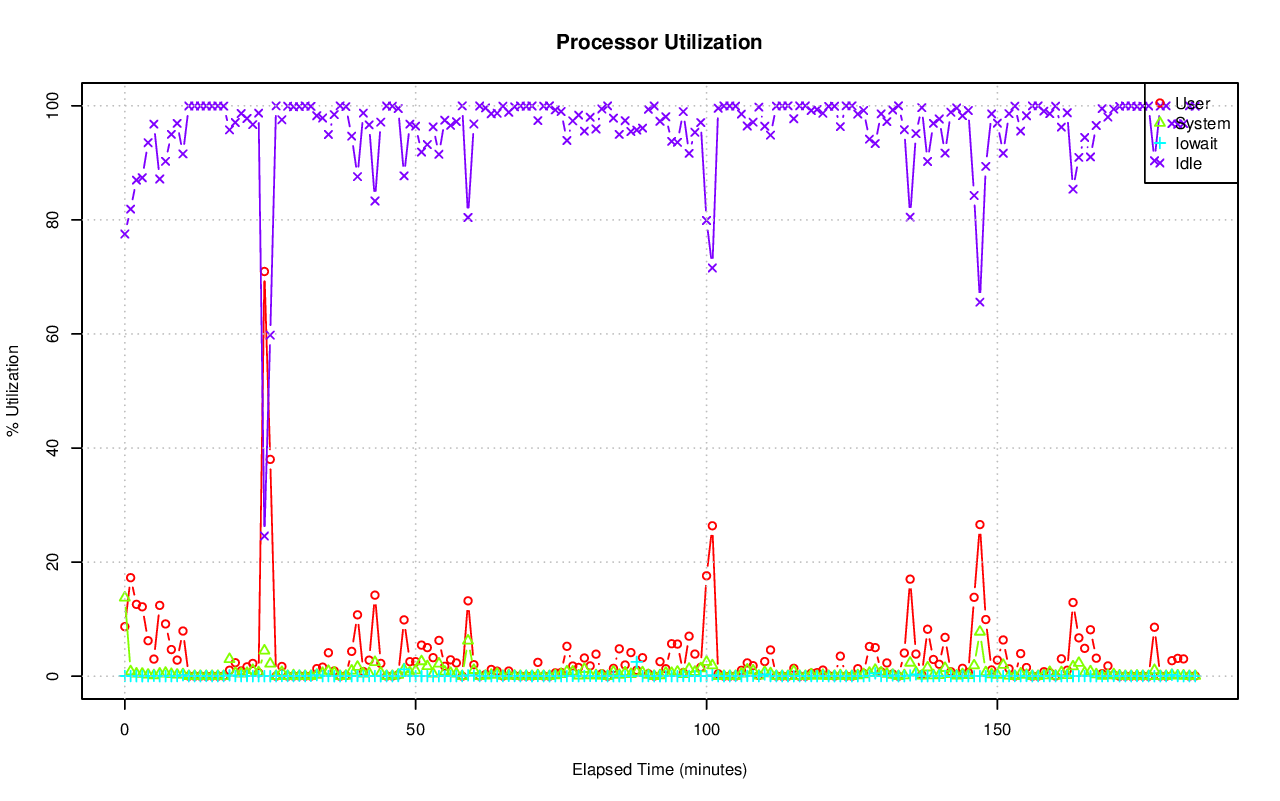 Processor Utilization
% Utilization
100
80
60
40
20
0
User
System
Iowait
Idle
0 50 100 150
Elapsed Time (minutes)